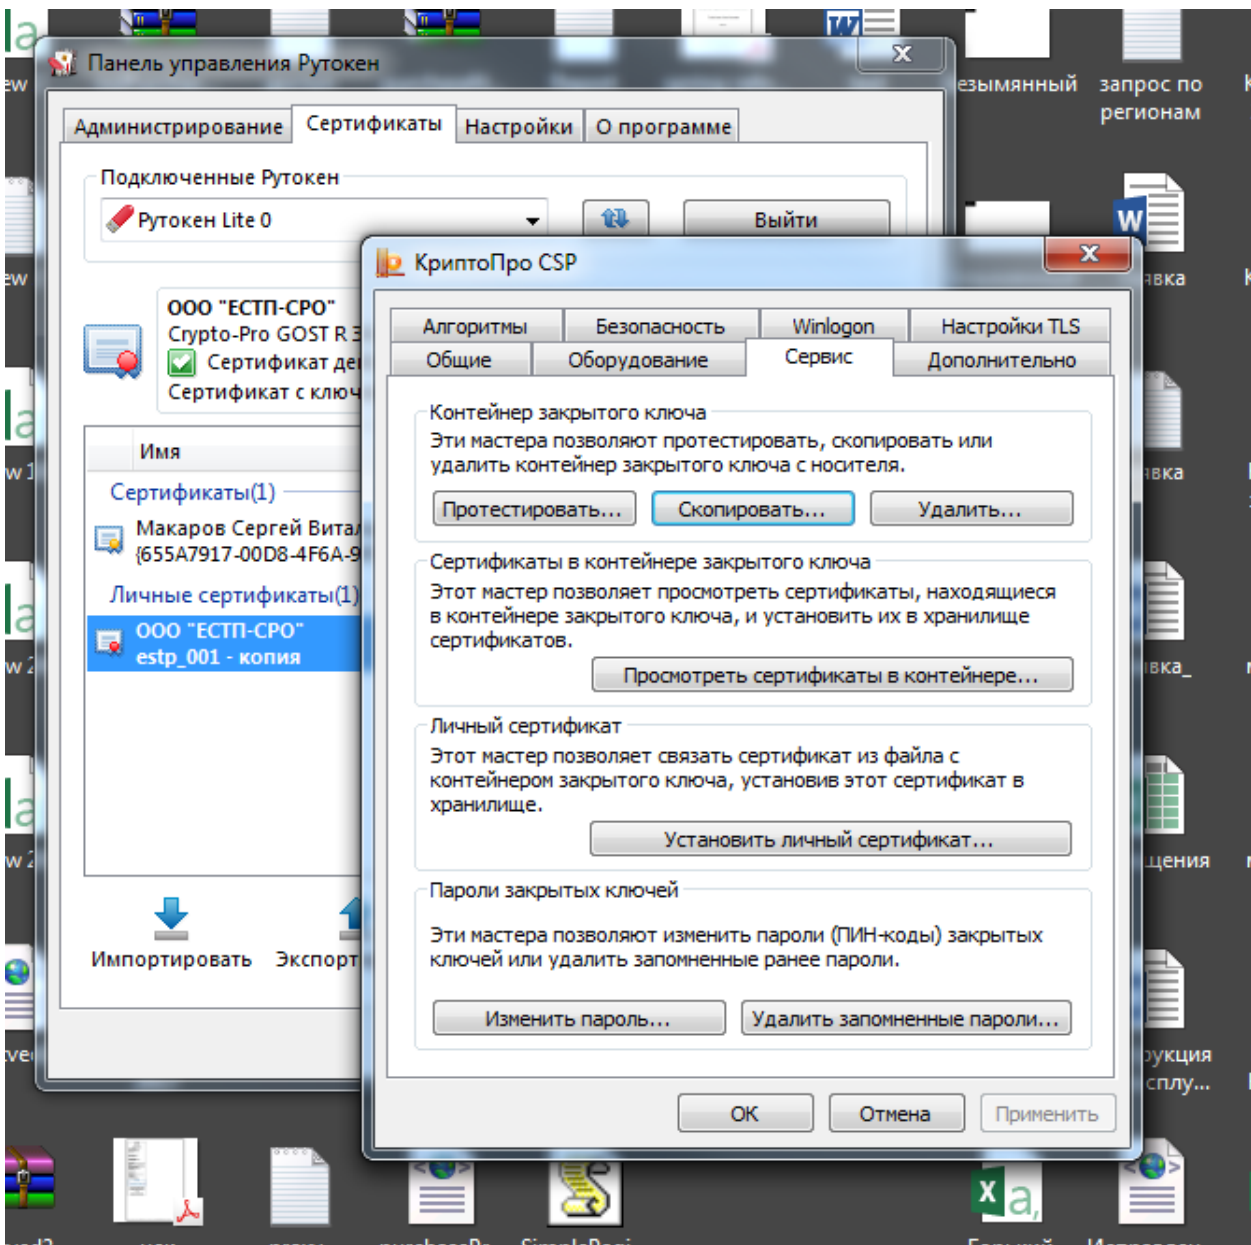 Панель управления Рутокен
Администрирование
Сертификаты
Настройки
О программе
Подключенные Рутокен
Рутокен Lite 0
Выйти
ООО "ЕСТП-СРО"
Crypto-Pro GOST R
Сертификат
Сертификат с
Имя
Сертификаты(1)
Макаров Сергей
{655A7917-00D8-4F6A-9
Личные сертификаты(1)
ООО "ЕСТП-СРО"
estp_001 - копия
Импортировать
КриптоПро CSP
Алгоритмы
Безопасность
Winlogon
Настройки TLS
Общие
Оборудование
Сервис
Дополнительно
Контейнер закрытого ключа
Эти мастера позволяют протестировать, скопировать или
удалить контейнер закрытого ключа с носителя.
Протестировать...
Скопировать...
Удалить...
Сертификаты в контейнере закрытого ключа
Этот мастер позволяет просмотреть сертификаты, находящиеся
в контейнере закрытого ключа, и установить их в хранилище
сертификатов.
Просмотреть сертификаты в контейнере...
Личный сертификат
Этот мастер позволяет связать сертификат из файла с
контейнером закрытого ключа, установив этот сертификат в
хранилище.
Установить личный сертификат...
Пароли закрытых ключей
Эти мастера позволяют изменить пароли (ПИН-коды) закрытых
ключей или удалить запомненные ранее пароли.
Изменить пароль...
Удалить запомненные пароли...
ОК
Отмена
Применить
запрос по
регионам